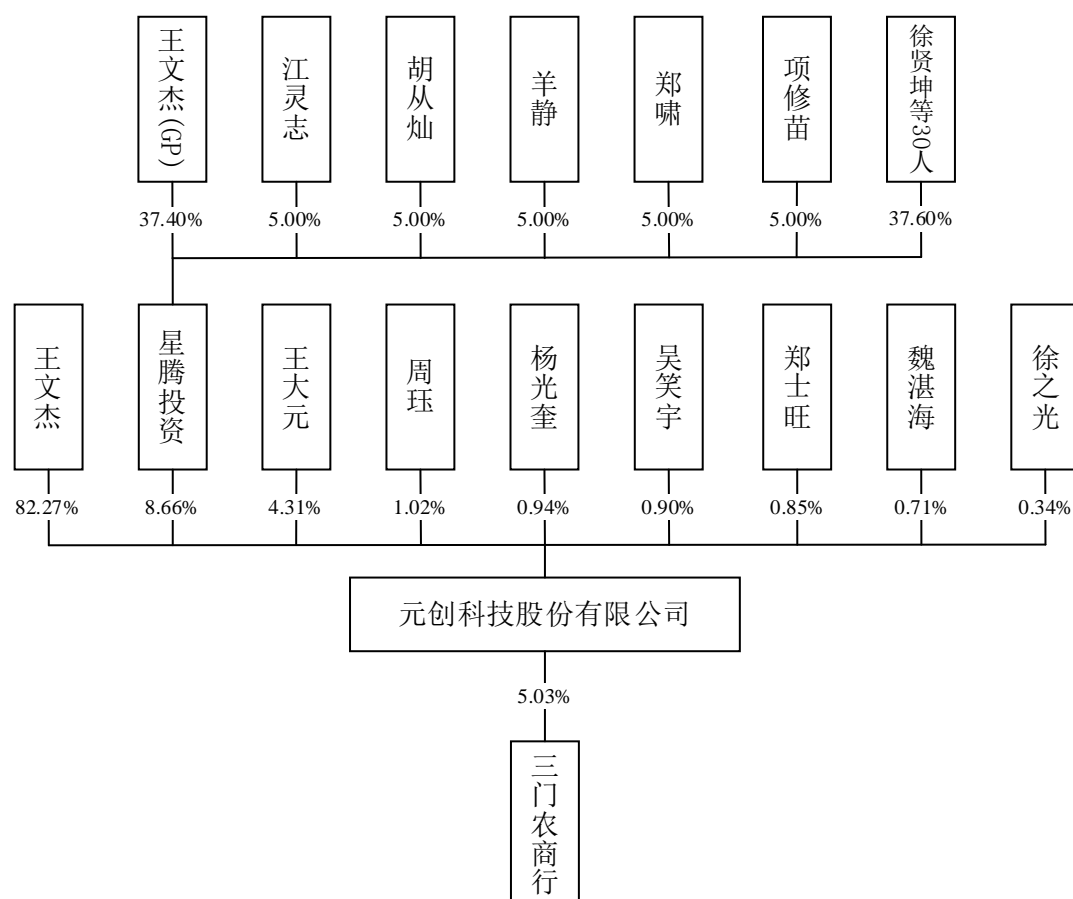 王文杰(GP)
江灵志
胡从灿
羊静
郑啸
项修苗
徐贤坤等30人
37.40%
5.00%
5.00%
5.00%
5.00%
5.00%
37.60%
王文杰
星腾投资
王大元
周珏
杨光奎
吴笑宇
郑士旺
魏湛海
徐之光
82.27%
8.66%
4.31%
1.02%
0.94%
0.90%
0.85%
0.71%
0.34%
元创科技股份有限公司
5.03%
三门农商行